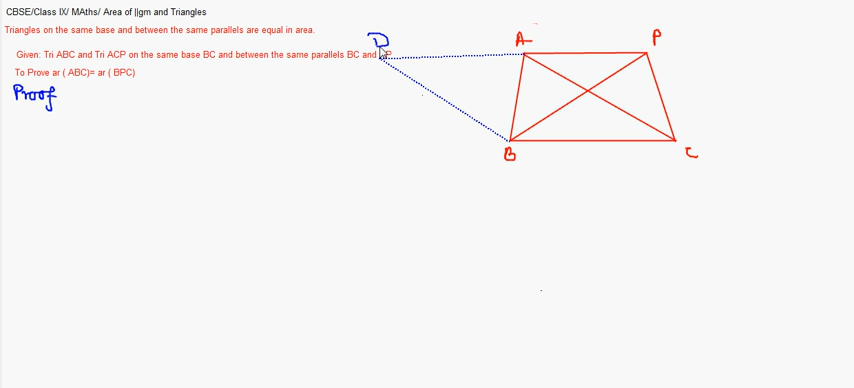 CBSE/Class IX/ MAths/ Area of ||gm and Triangles
Triangles on the same base and between the same parallels are equal in area.
Given: Tri ABC and Tri ACP on the same base BC and between the same parallels BC and
To Prove ar ( ABC)= ar ( BPC)
Proof
D
A
P
B
C